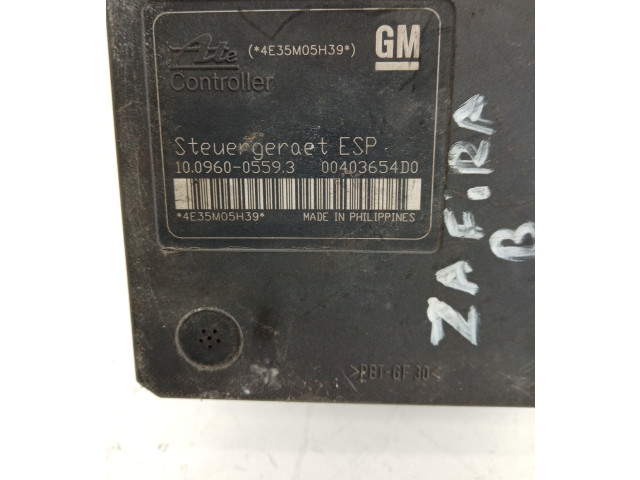 Ate (*4E35M05H39*) GM
Controller
Steuergeraet ESP
10.0960-0559.3 00403654D0
*4E35M05H39* MADE IN PHILIPPINES
ZAFIRA
B
>PBT-GF 30<